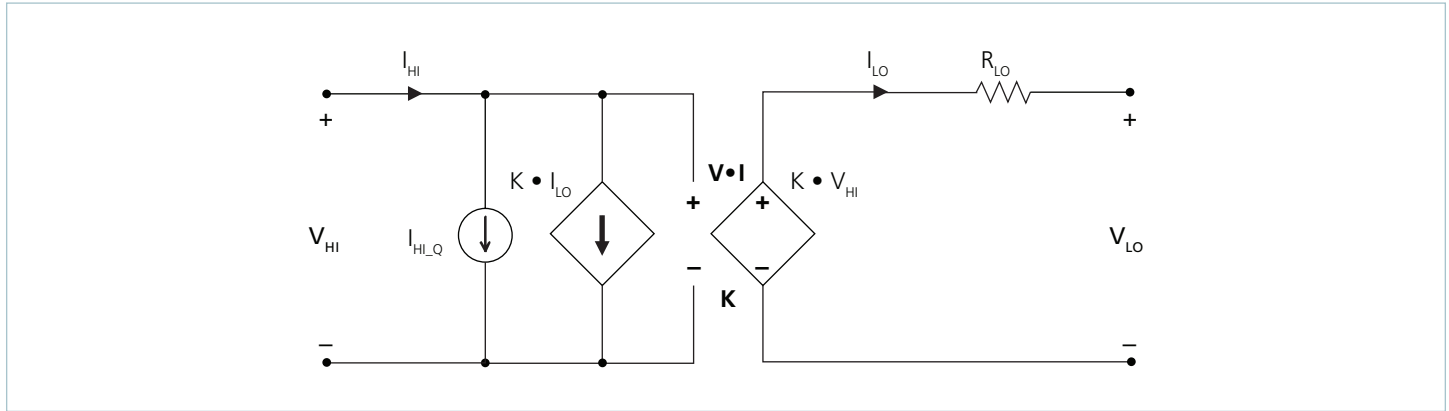 I_HI
I_LO
R_LO
+
+
V•I
K • I_LO
K • V_HI
+
+
V_HI
I_HI_Q
V_LO
–
–
K
–
–